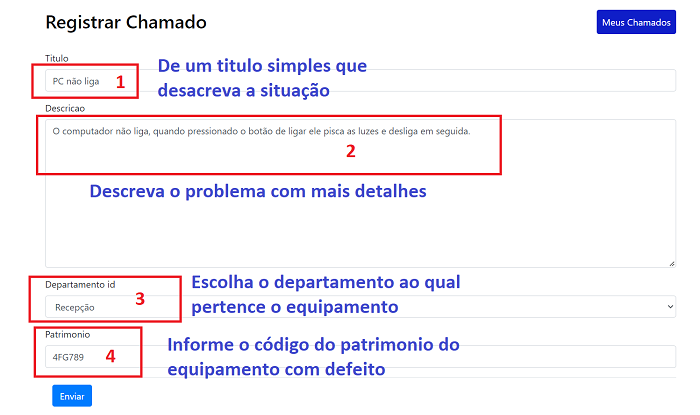 Registrar Chamado
Meus Chamados
Titulo
PC não liga
1
De um titulo simples que
desacreva a situação
Descricao
O computador não liga, quando pressionado o botão de ligar ele pisca as luzes e desliga em seguida.
2
Descreva o problema com mais detalhes
Departamento id
Recepção
3
Escolha o departamento ao qual
pertence o equipamento
Patrimonio
4FG789
4
Informe o código do patrimonio do
equipamento com defeito
Enviar